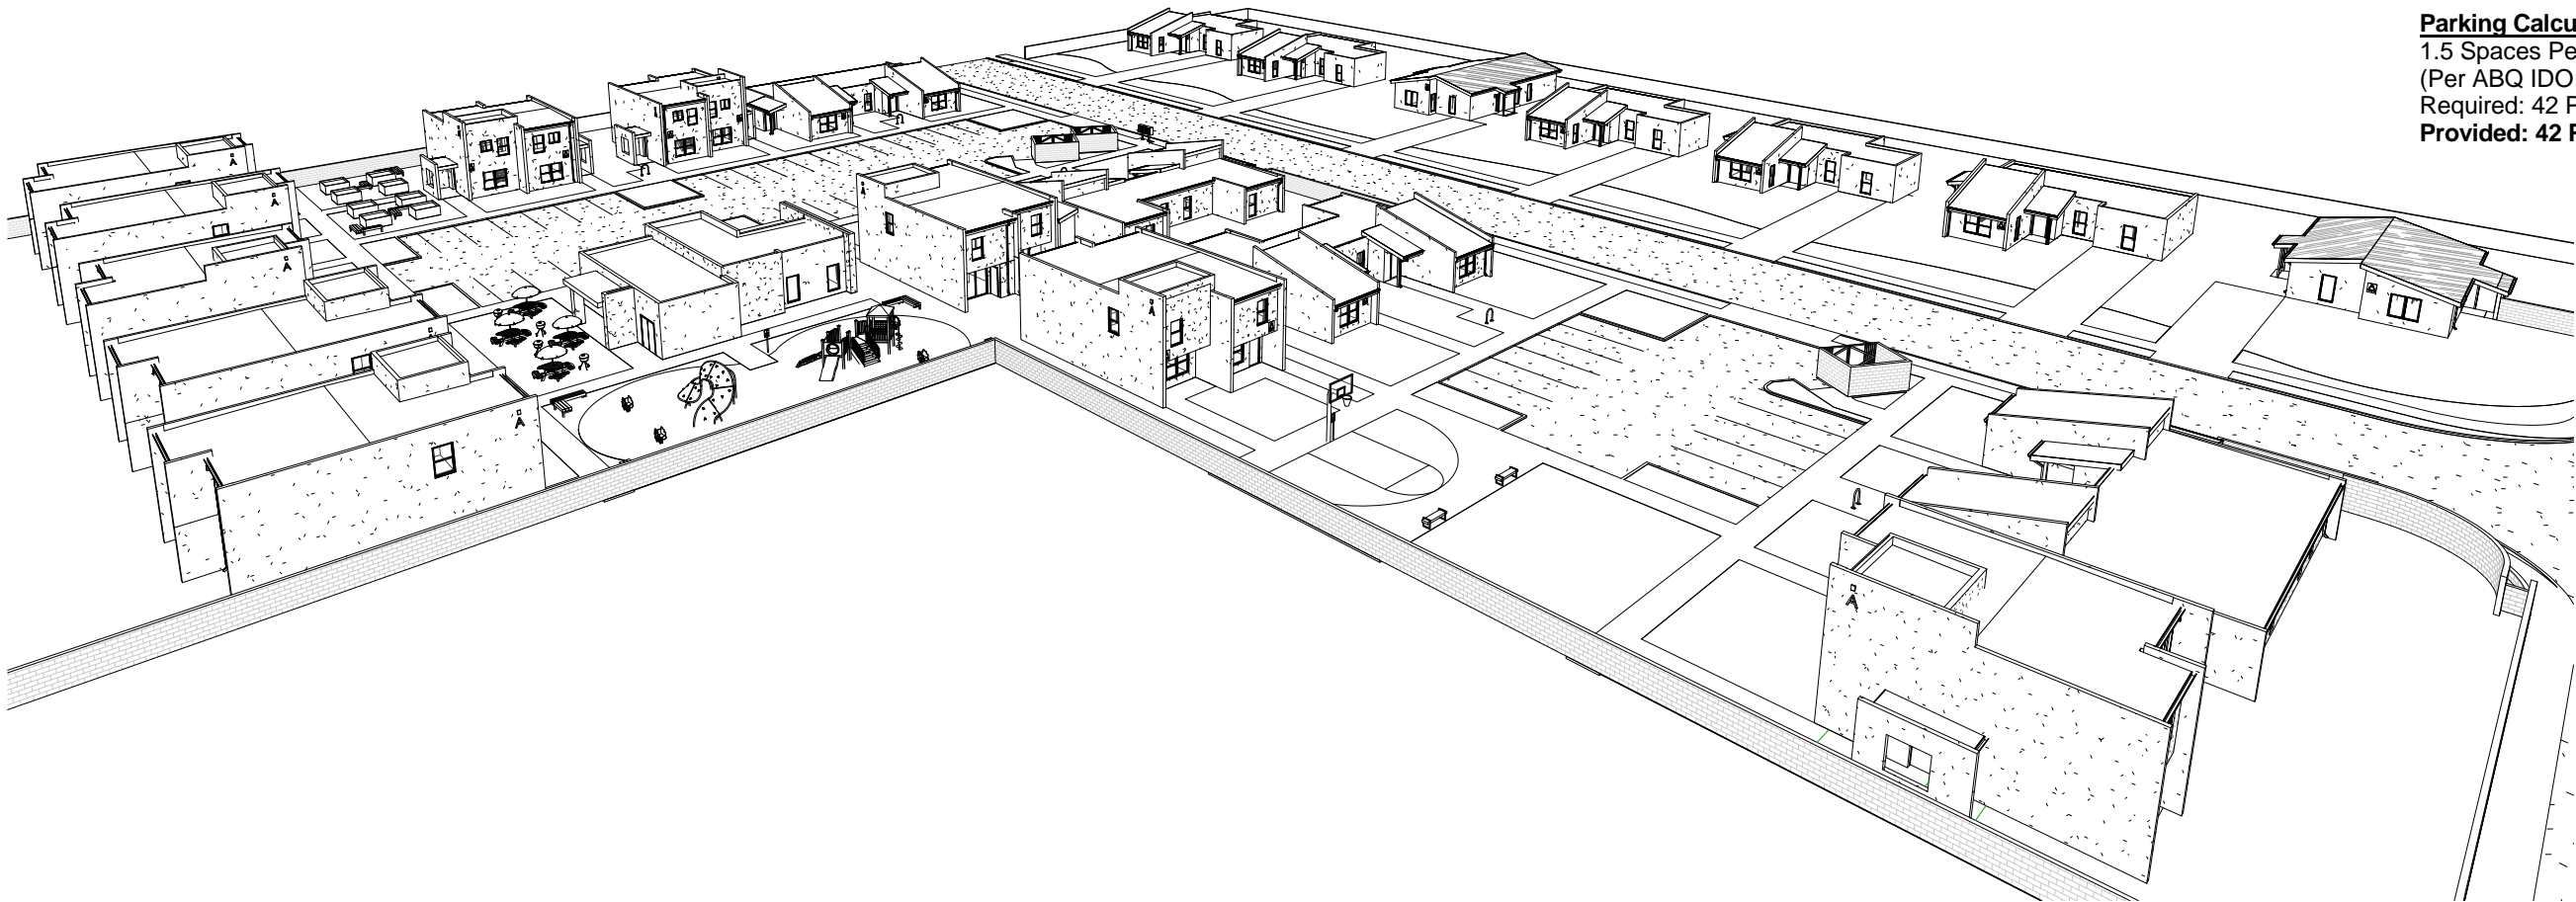 Parking Calcu
1.5 Spaces Pe
(Per ABQ IDO
Required: 42 P
Provided: 42 P
A
A
A
A
A
A